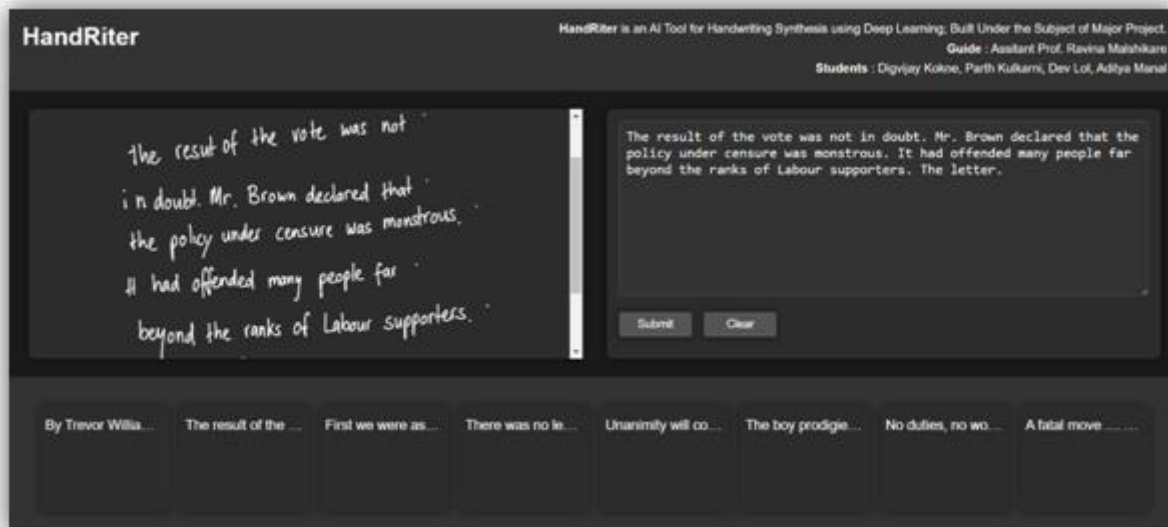 HandRiter
HandRiter is an AI Tool for Handwriting Synthesis using Deep Learning; Built Under the Subject of Major Project.
Guide : Assitant Prof. Ravina Malshikare
Students : Digvijay Kokne, Parth Kulkarni, Dev Lol, Aditya Manal
the resut of the vote was not
in doubt. Mr. Brown declared that
the policy under censure was monstrous.
It had offended many people far
beyond the ranks of Labour supporters.
The result of the vote was not in doubt. Mr. Brown declared that the
policy under censure was monstrous. It had offended many people far
beyond the ranks of Labour supporters. The letter.
Submit Clear
By Trevor Willia... The result of the ... First we were as... There was no le... Unanimity will co... The boy prodigie... No duties, no wo... A fatal move .... ...